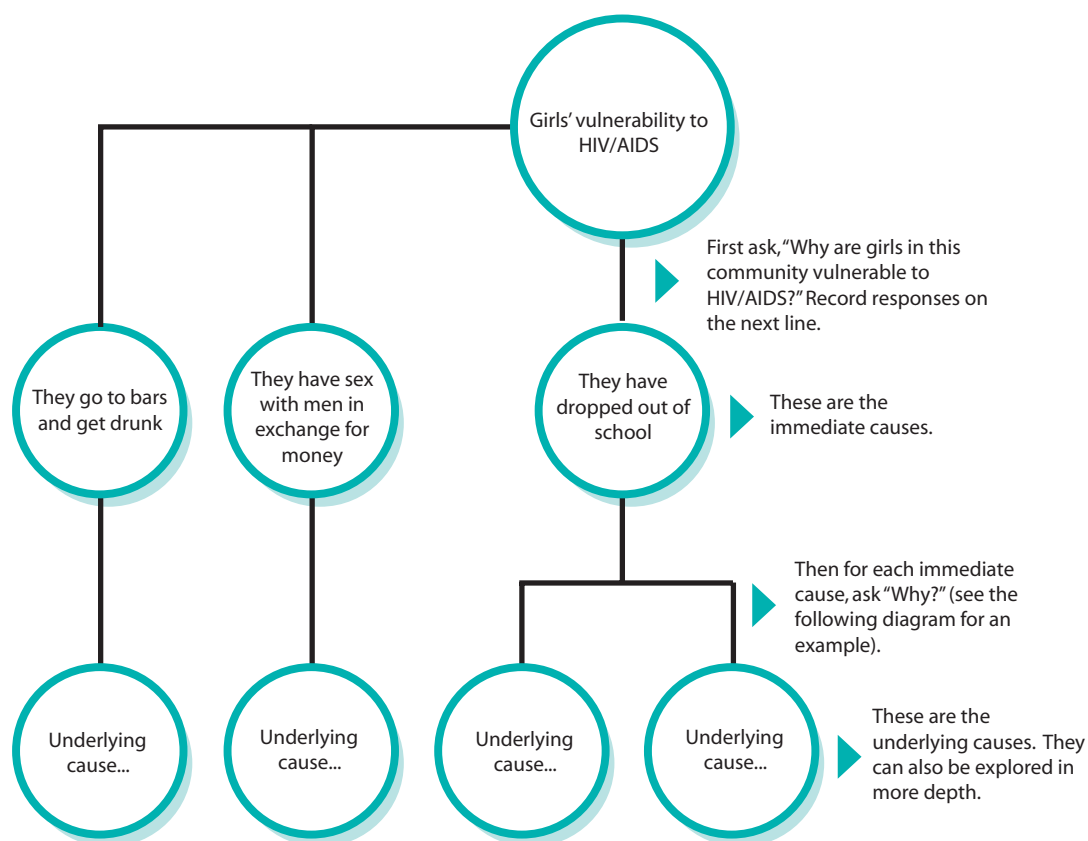 Girls' vulnerability to
HIV/AIDS
First ask, "Why are girls in this
community vulnerable to
HIV/AIDS?" Record responses on
the next line.
They go to bars
and get drunk
They have sex
with men in
exchange for
money
They have
dropped out of
school
These are the
immediate causes.
Then for each immediate
cause, ask "Why?" (see the
following diagram for an
example).
Underlying
cause...
Underlying
cause...
Underlying
cause...
Underlying
cause...
These are the
underlying causes. They
can also be explored in
more depth.